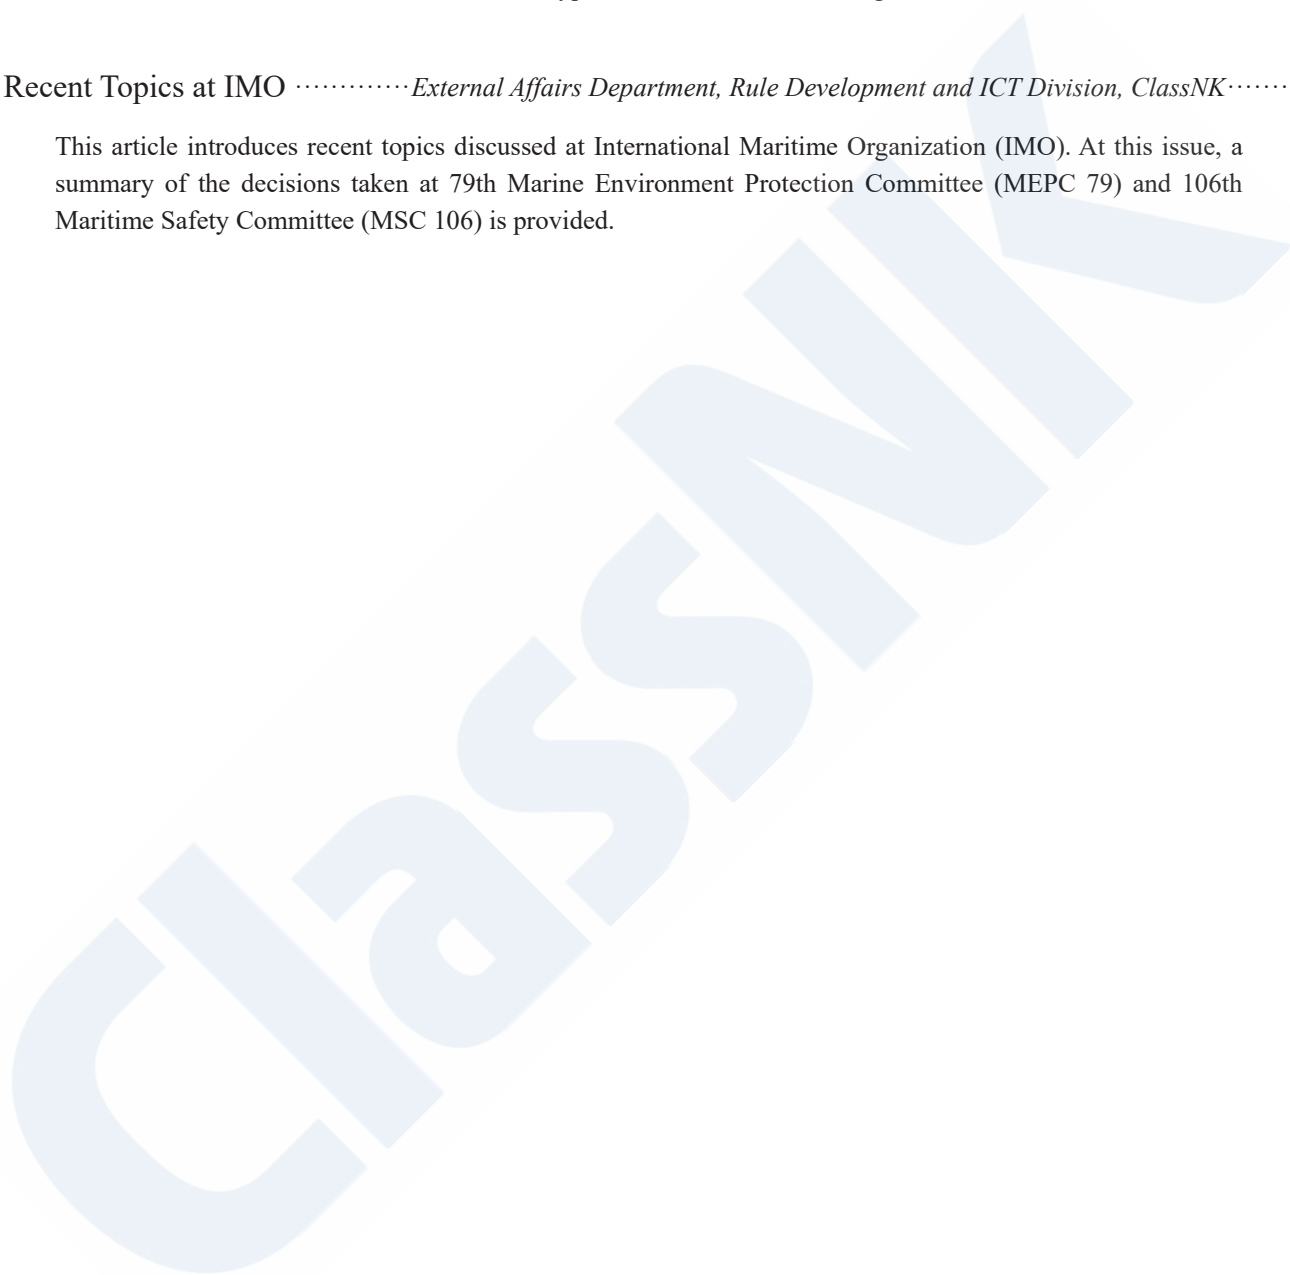 Recent Topics at IMO ·············External Affairs Department, Rule Development and ICT Division, ClassNK·······
This article introduces recent topics discussed at International Maritime Organization (IMO). At this issue, a
summary of the decisions taken at 79th Marine Environment Protection Committee (MEPC 79) and 106th
Maritime Safety Committee (MSC 106) is provided.
ClassNK